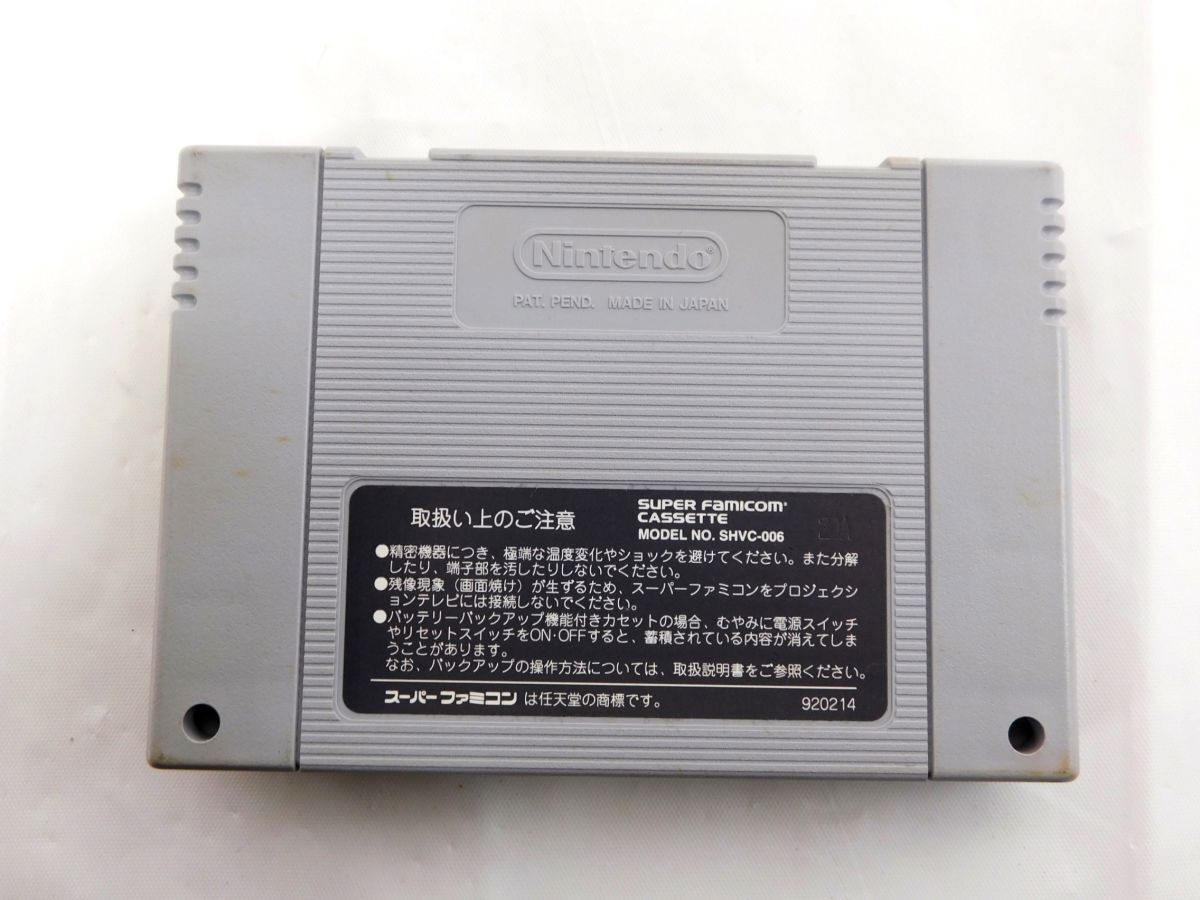 Nintendo®
PAT. PEND. MADE IN JAPAN
取扱い上のご注意
SUPER FAMICOM
CASSETTE
MODEL NO. SHVC-006
●精密機器につき、極端な温度変化やショックを避けてください。また分解
したり、端子部を汚したりしないでください。
●残像現象（画面焼け）が生ずるため、スーパーファミコンをプロジェクシ
ョンテレビには接続しないでください。
●バッテリーバックアップ機能付きカセットの場合、むやみに電源スイッチ
やリセットスイッチをON・OFFすると、蓄積されている内容が消えてしま
うことがあります。
なお、バックアップの操作方法については、取扱説明書をご参照ください。
スーパーファミコンは任天堂の商標です。
920214